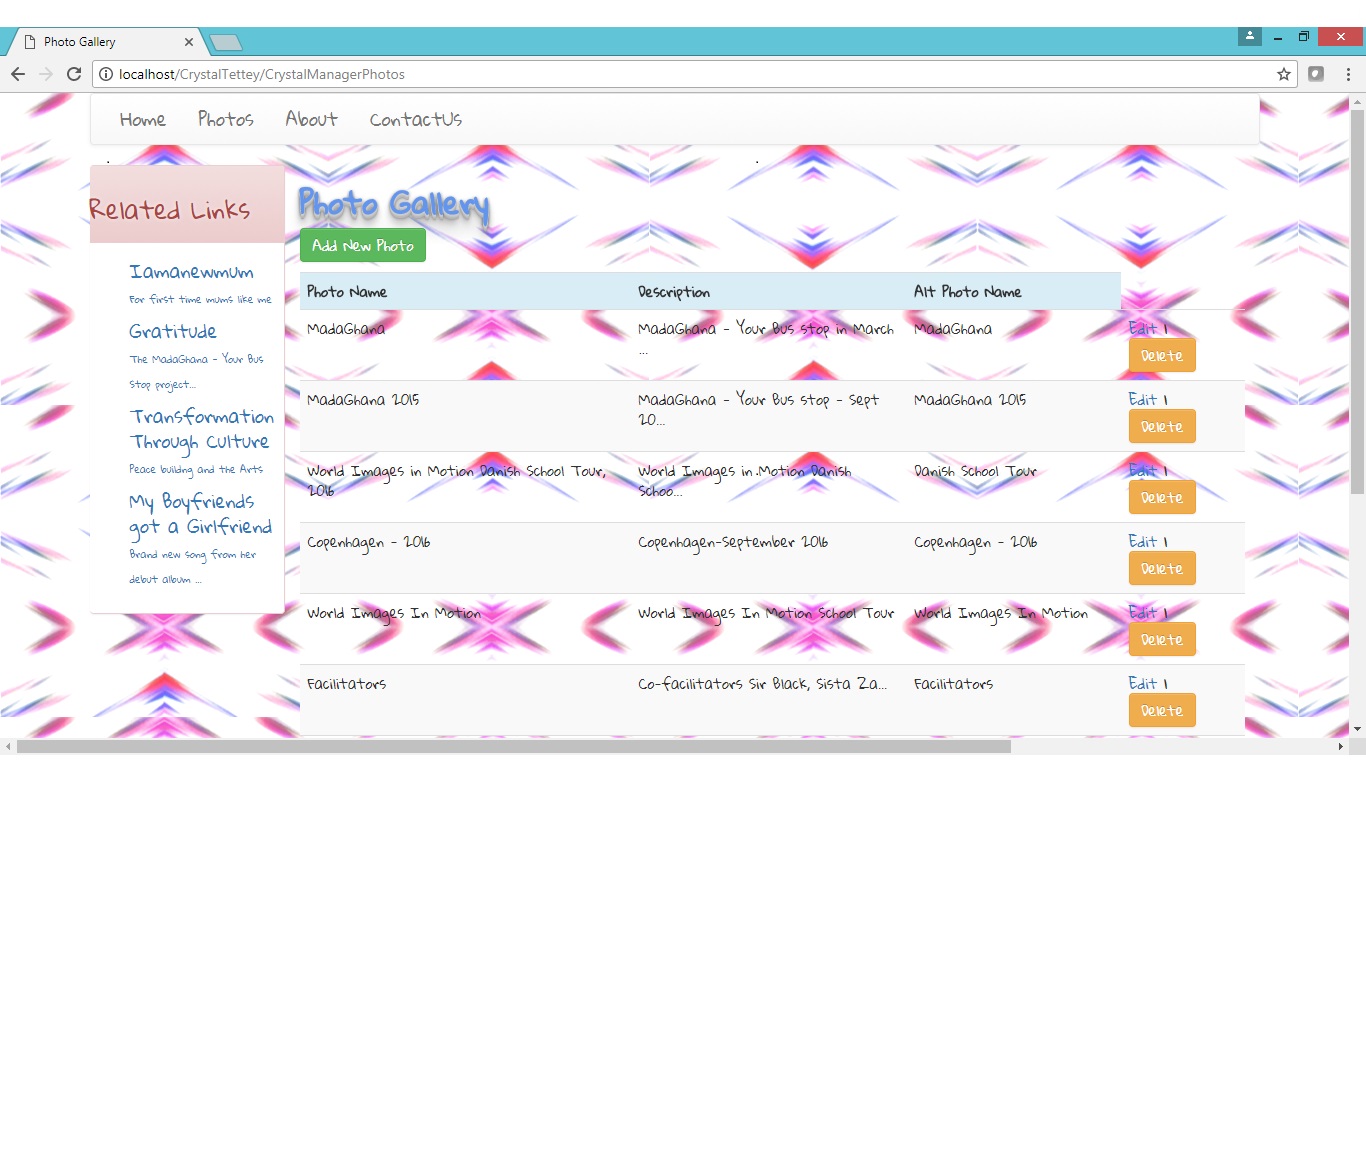 Photo Gallery
localhost/CrystalTettey/CrystalManagerPhotos
Home Photos About ContactUs
Related Links
Iamanewmum
For first time mums like me
Gratitude
The MadaGhana - Your Bus
Stop project...
Transformation
Through Culture
Peace buildng and the Arts
My Boyfriends
got a Girlfriend
Brand new song from her
debut album ...
Photo Gallery
Add New Photo
Photo Name Description Alt Photo Name
MadaGhana MadaGhana - Your Bus stop in March MadaGhana Edit |
... Delete
MadaGhana 2015 MadaGhana - Your Bus stop - Sept MadaGhana 2015 Edit |
20... Delete
World Images in Motion Danish School Tour, World Images in Motion Danish Danish School Tour Edit |
2016 Schoo... Delete
Copenhagen - 2016 Copenhagen-September 2016 Copenhagen - 2016 Edit |
Delete
World Images In Motion World Images In Motion School Tour World Images In Motion Edit |
Delete
Facilitators Co-facilitators Sir Black, Sista Za... Facilitators Edit |
Delete